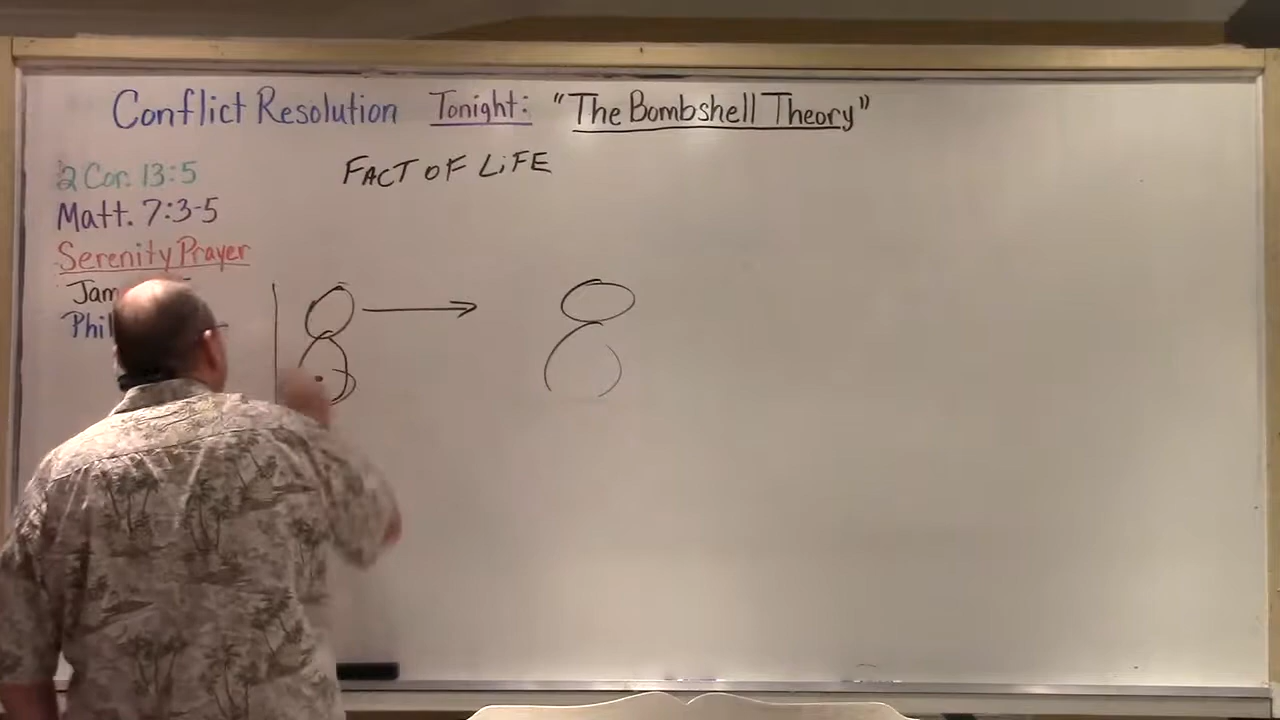 Conflict Resolution Tonight: "The Bombshell Theory"
FACT OF LiFE
2 Cor. 13:5
Matt. 7:3-5
Serenity Prayer